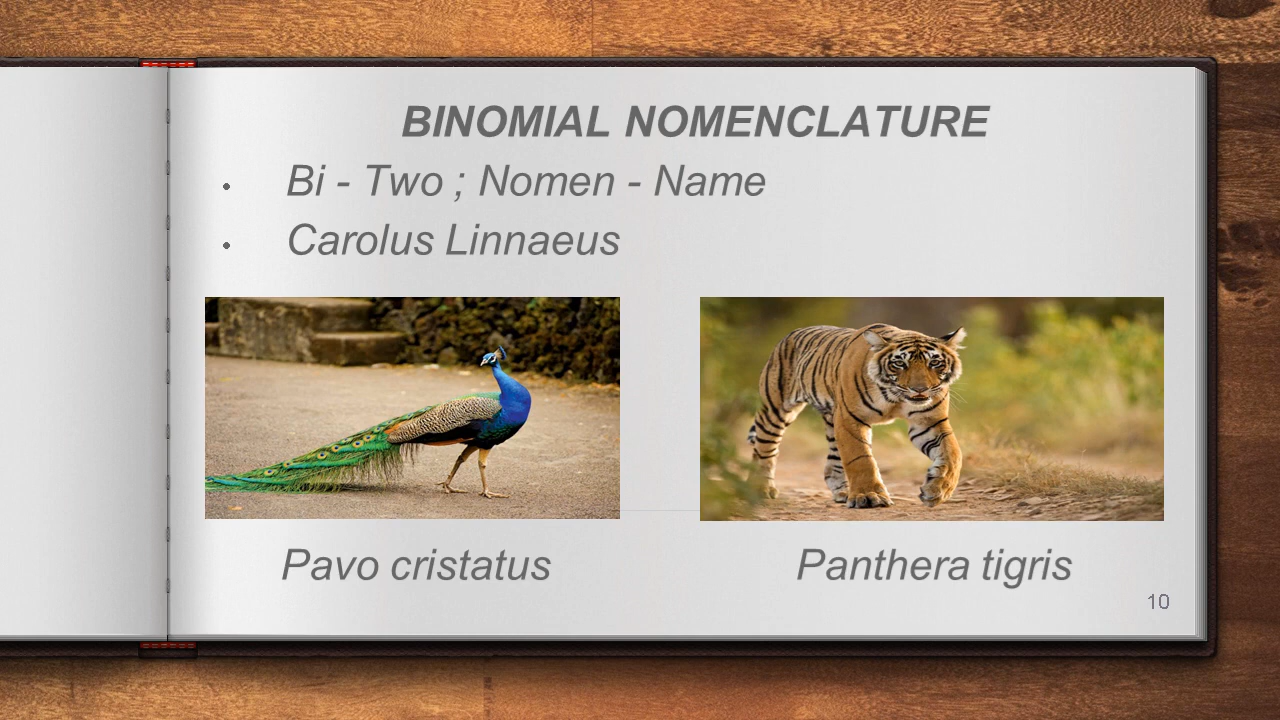 BINOMIAL NOMENCLATURE
• Bi - Two ; Nomen - Name
• Carolus Linnaeus
Pavo cristatus
Panthera tigris
10